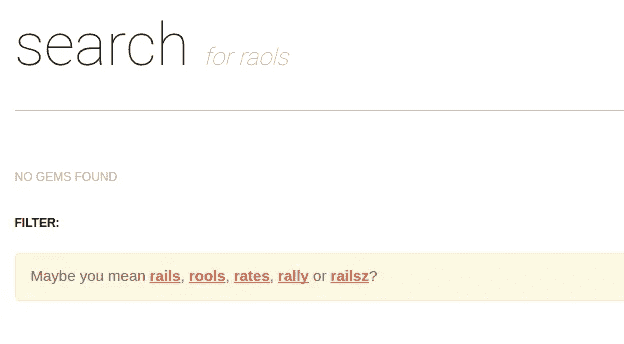 search for raols
NO GEMS FOUND
FILTER:
Maybe you mean rails, rools, rates, rally or railsz?